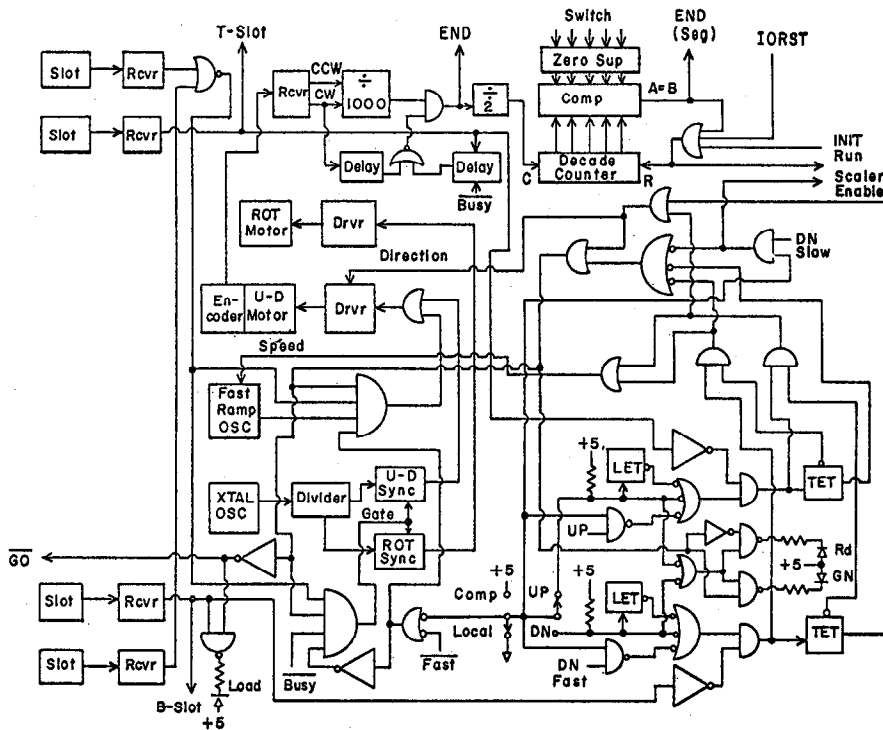 T-Slot
END
Switch
END
(Seg)
IORST
Slot
Rcvr
CCW
Rcvr
CW
÷
1000
÷
2
Zero Sup
Comp
A=B
Slot
Rcvr
Delay
Delay
Busy
C
Decade
Counter
R
INIT
Run
Scaler
Enable
ROT
Motor
Drvr
Direction
DN
Slow
En-
coder
U-D
Motor
Drvr
Speed
Fast
Ramp
OSC
+5
LET
TET
XTAL
OSC
Divider
U-D
Sync
Gate
ROT
Sync
UP
Rd
+5
GN
GO
+5
Comp
UP
+5
LET
Slot
Rcvr
Local
DN
TET
Fast
Slot
Rcvr
Load
Busy
DN
Fast
B-Slot
+5